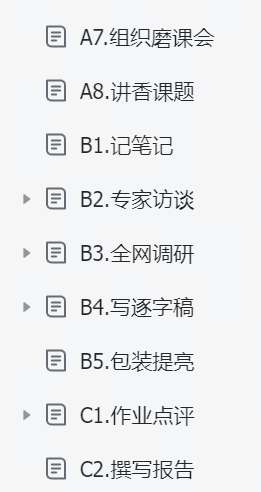 A7.组织磨课会
A8.讲香课题
B1.记笔记
B2.专家访谈
B3.全网调研
B4.写逐字稿
B5.包装提亮
C1.作业点评
C2.撰写报告